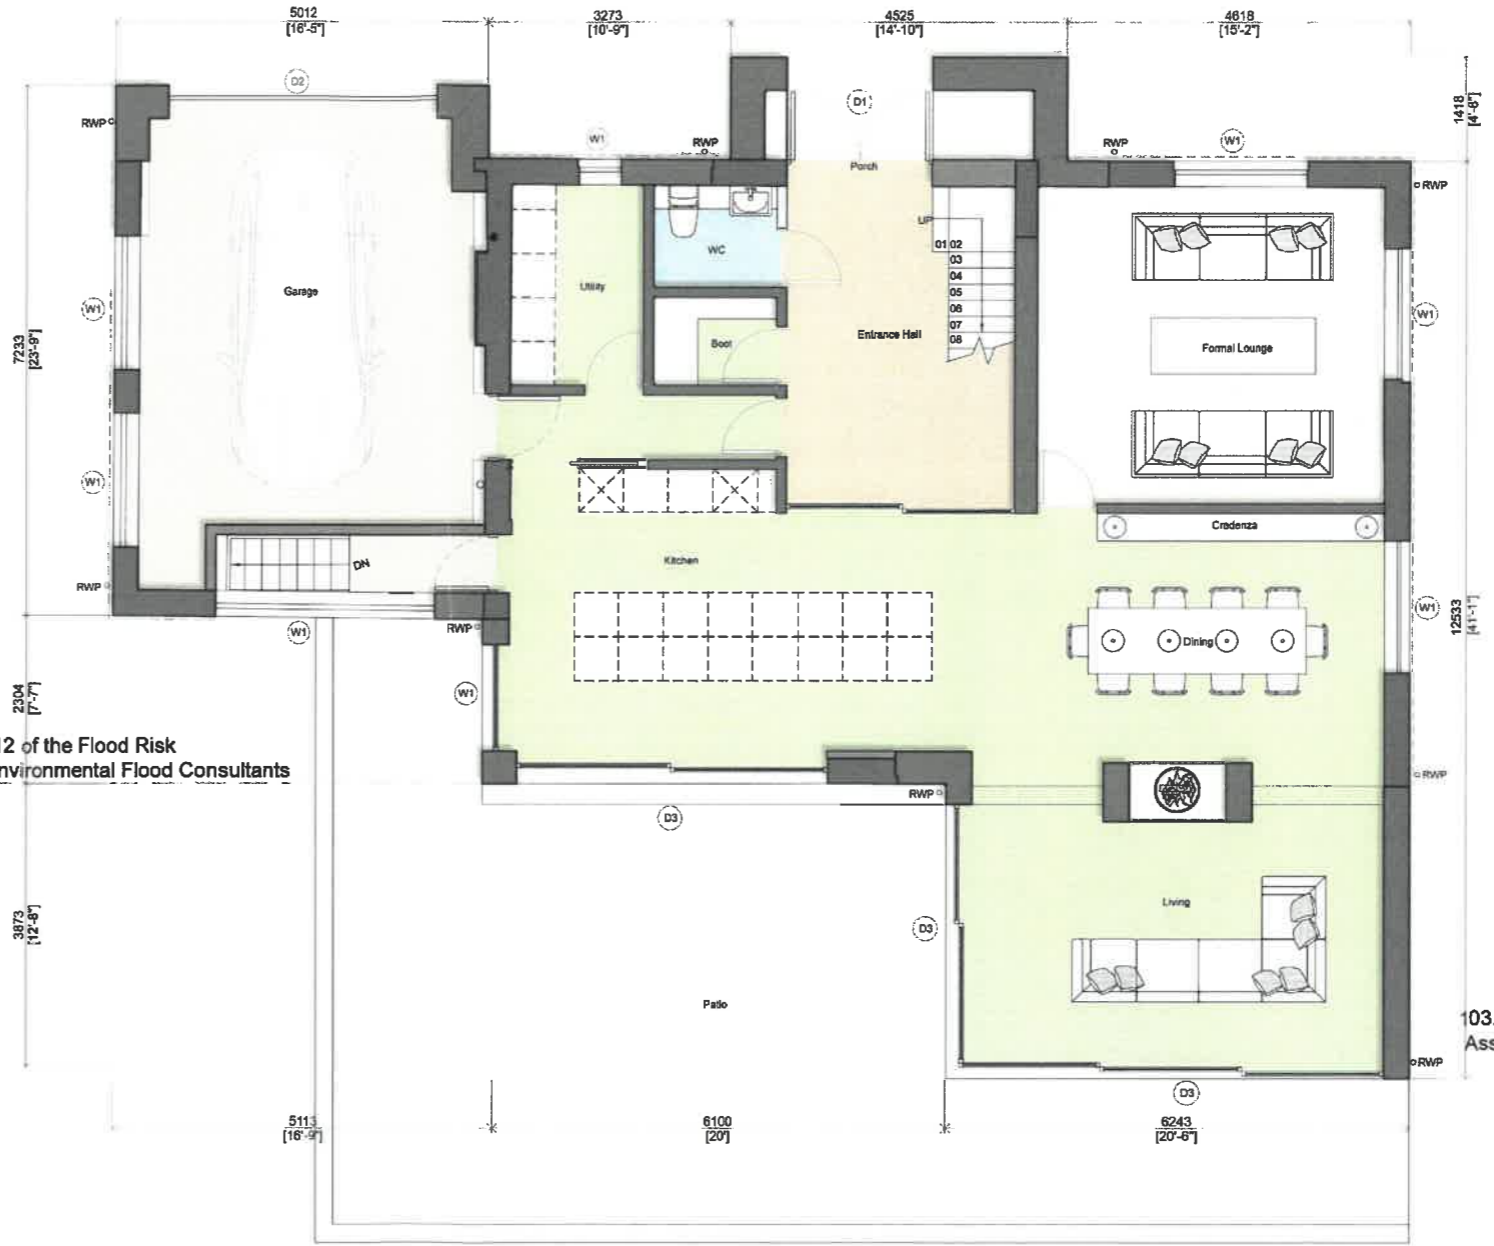 5012
[16'-5"]
3273
[10'-9"]
4525
[14'-10"]
4618
[15'-2"]
D2
D1
RWP
W1
RWP
RWP
W1
1418
[4'-6"]
Porch
RWP
UP
WC
01 02
03
04
05
06
07
08
Garage
Utility
W1
W1
Entrance Hall
Boot
Formal Lounge
7233
[23'-9"]
W1
Credenza
Kitchen
DN
RWP
W1
RWP
W1
12533
[41'-1"]
Dining
W1
2304
[7'-7"]
12 of the Flood Risk
nvironmental Flood Consultants
RWP
RWP
D3
Living
3873
[12'-8"]
D3
Patio
103.
Ass
RWP
D3
5113
[16'-9"]
6100
[20']
6243
[20'-6"]